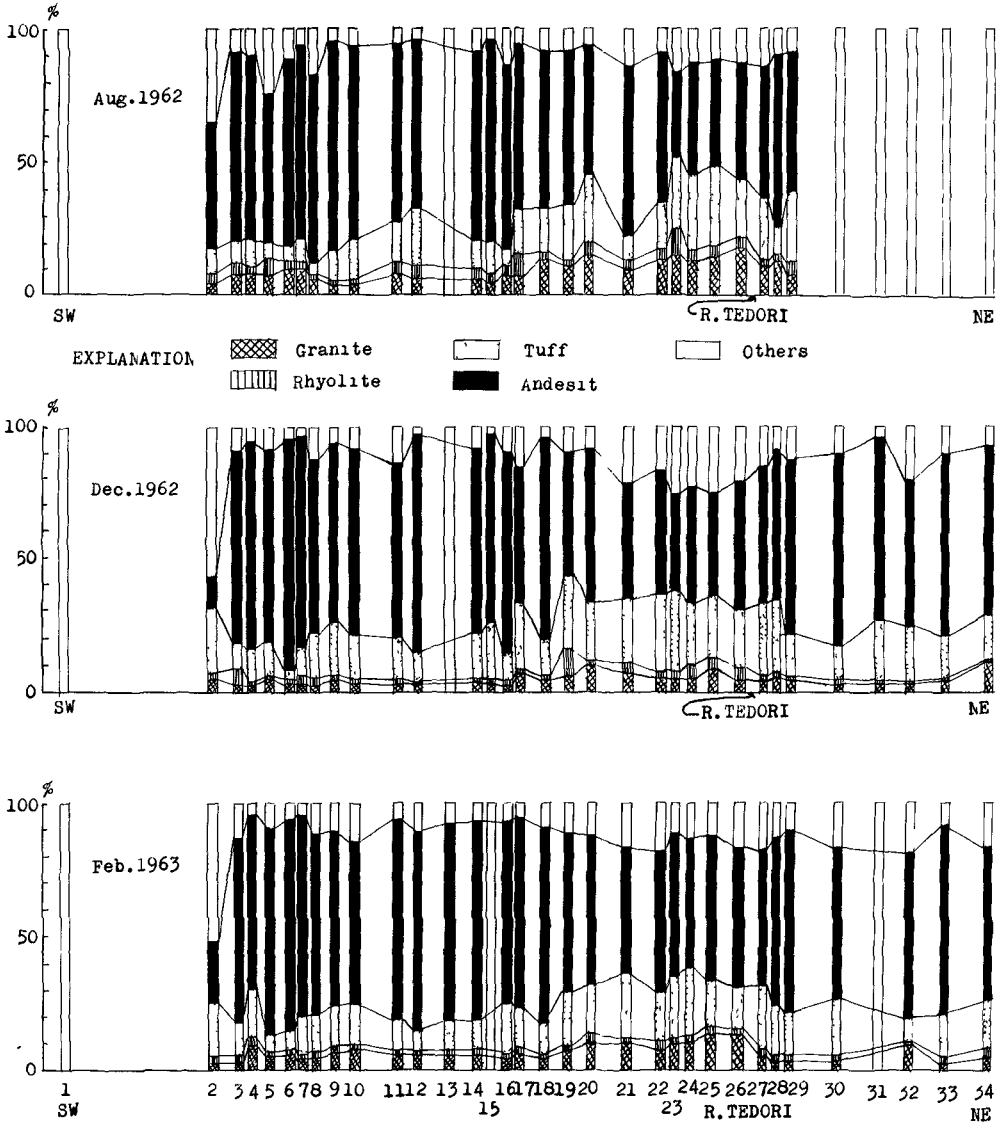 %
100
Aug.1962
50
0
SW
R.TEDORI
NE
EXPLANATION
Granite
Tuff
Others
Rhyolite
Andesit
%
100
Dec.1962
50
0
SW
R.TEDORI
NE
%
100
Feb.1963
50
0
1 2 3 4 5 6 7 8 9 10 11 12 13 14 15 16 17 18 19 20 21 22 23 24 25 26 27 28 29 30 31 32 33 34
SW
R.TEDORI
NE